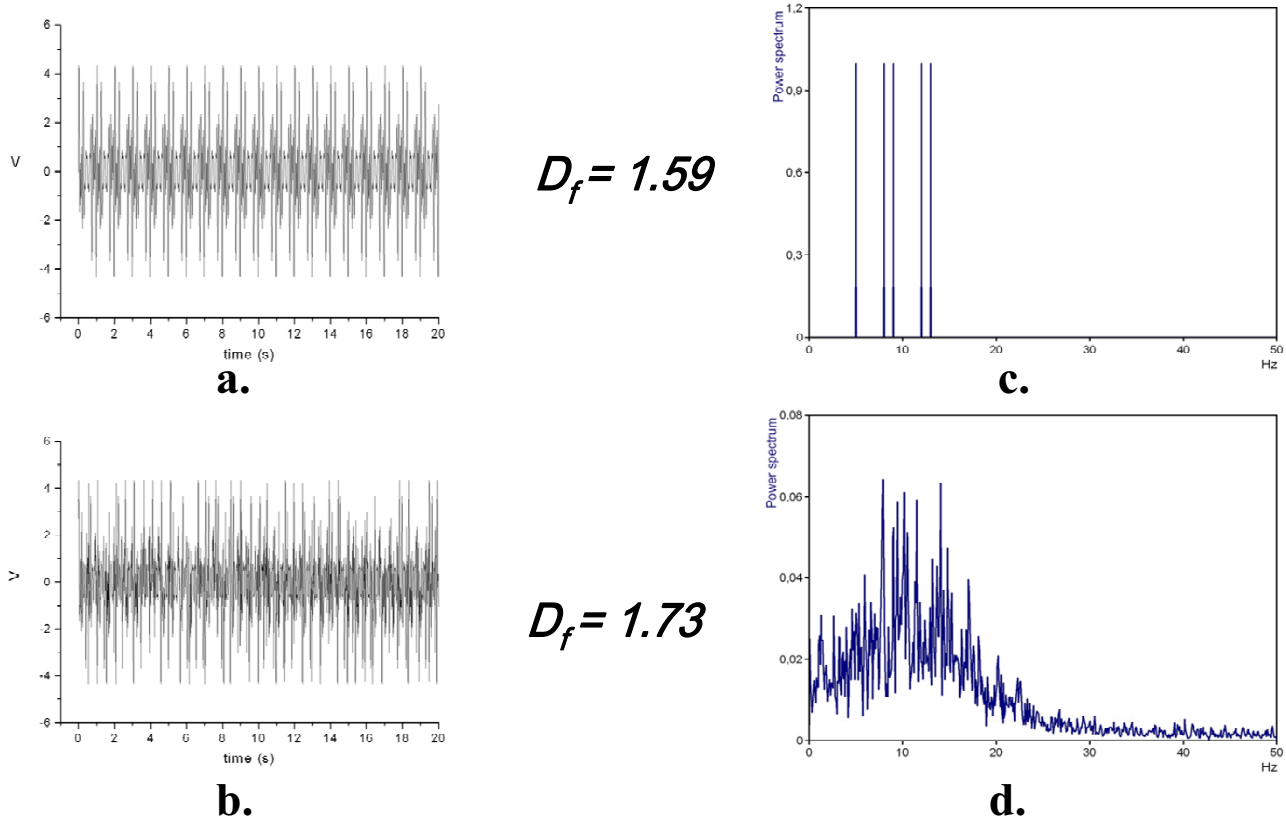 6
4
2
0
-2
-4
-6
V
0 2 4 6 8 10 12 14 16 18 20
time (s)
a.
D_f = 1.59
Power spectrum
1,2
0,9
0,6
0,3
0
0 10 20 30 40 50
Hz
c.
6
4
2
0
-2
-4
-6
V
0 2 4 6 8 10 12 14 16 18 20
time (s)
b.
D_f = 1.73
Power spectrum
0,08
0,06
0,04
0,02
0
0 10 20 30 40 50
Hz
d.